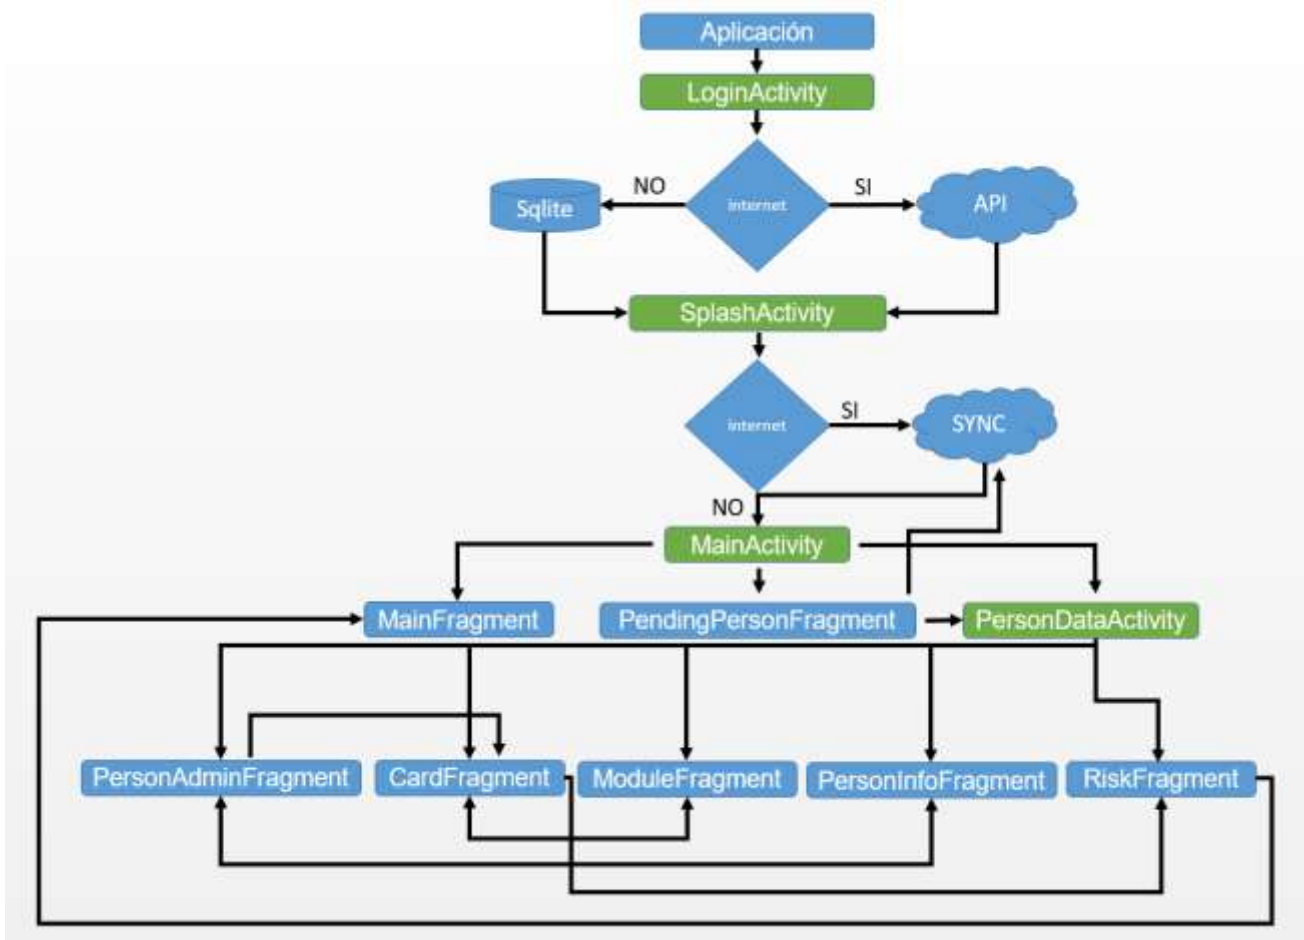 Aplicación
LoginActivity
NO
SI
Sqlite
internet
API
SplashActivity
internet
SI
SYNC
NO
MainActivity
MainFragment
PendingPersonFragment
PersonDataActivity
PersonAdminFragment
CardFragment
ModuleFragment
PersonInfoFragment
RiskFragment